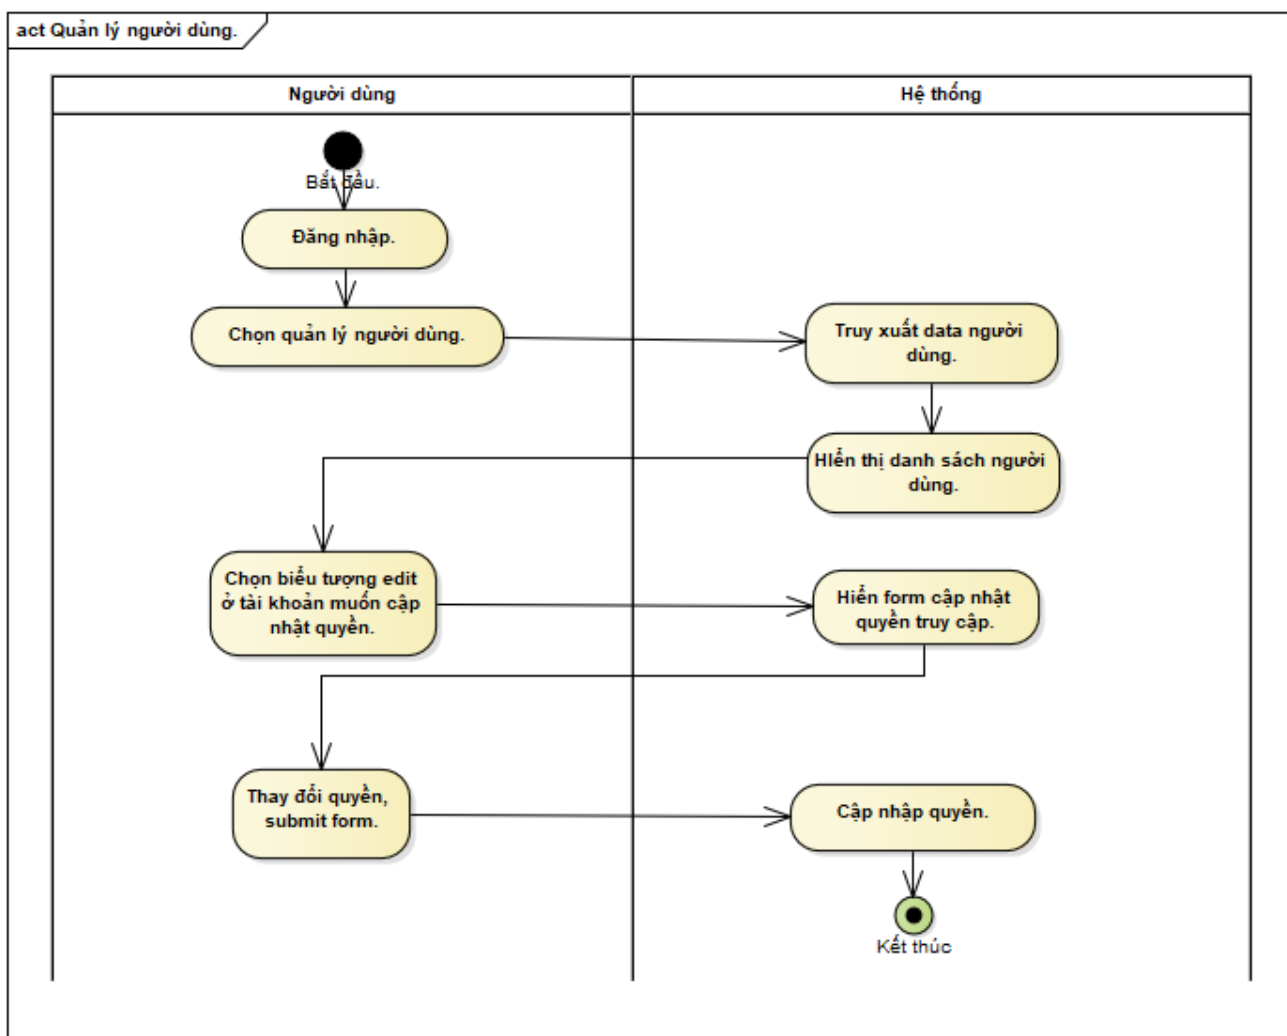 act Quản lý người dùng.
Người dùng
Hệ thống
Bắt đầu.
Đăng nhập.
Chọn quản lý người dùng.
Truy xuất data người
dùng.
HIển thị danh sách người
dùng.
Chọn biểu tượng edit
ở tài khoản muốn cập
nhật quyền.
Hiển form cập nhật
quyền truy cập.
Thay đổi quyền,
submit form.
Cập nhập quyền.
Kết thúc